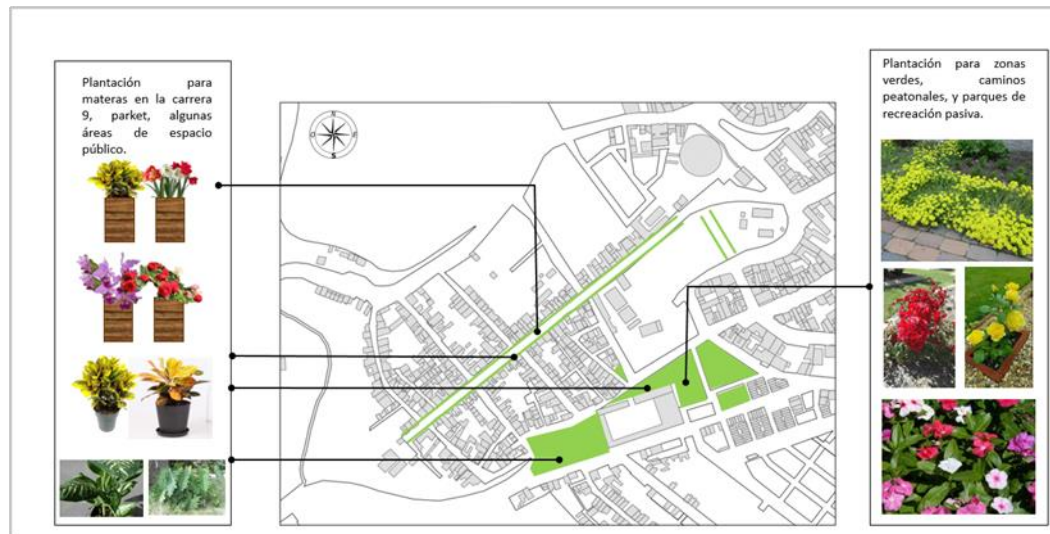 Plantación para
materas en la carrera
9, parket, algunas
áreas de espacio
público.
N
O E
S
Plantación para zonas
verdes, caminos
peatonales, y parques de
recreación pasiva.